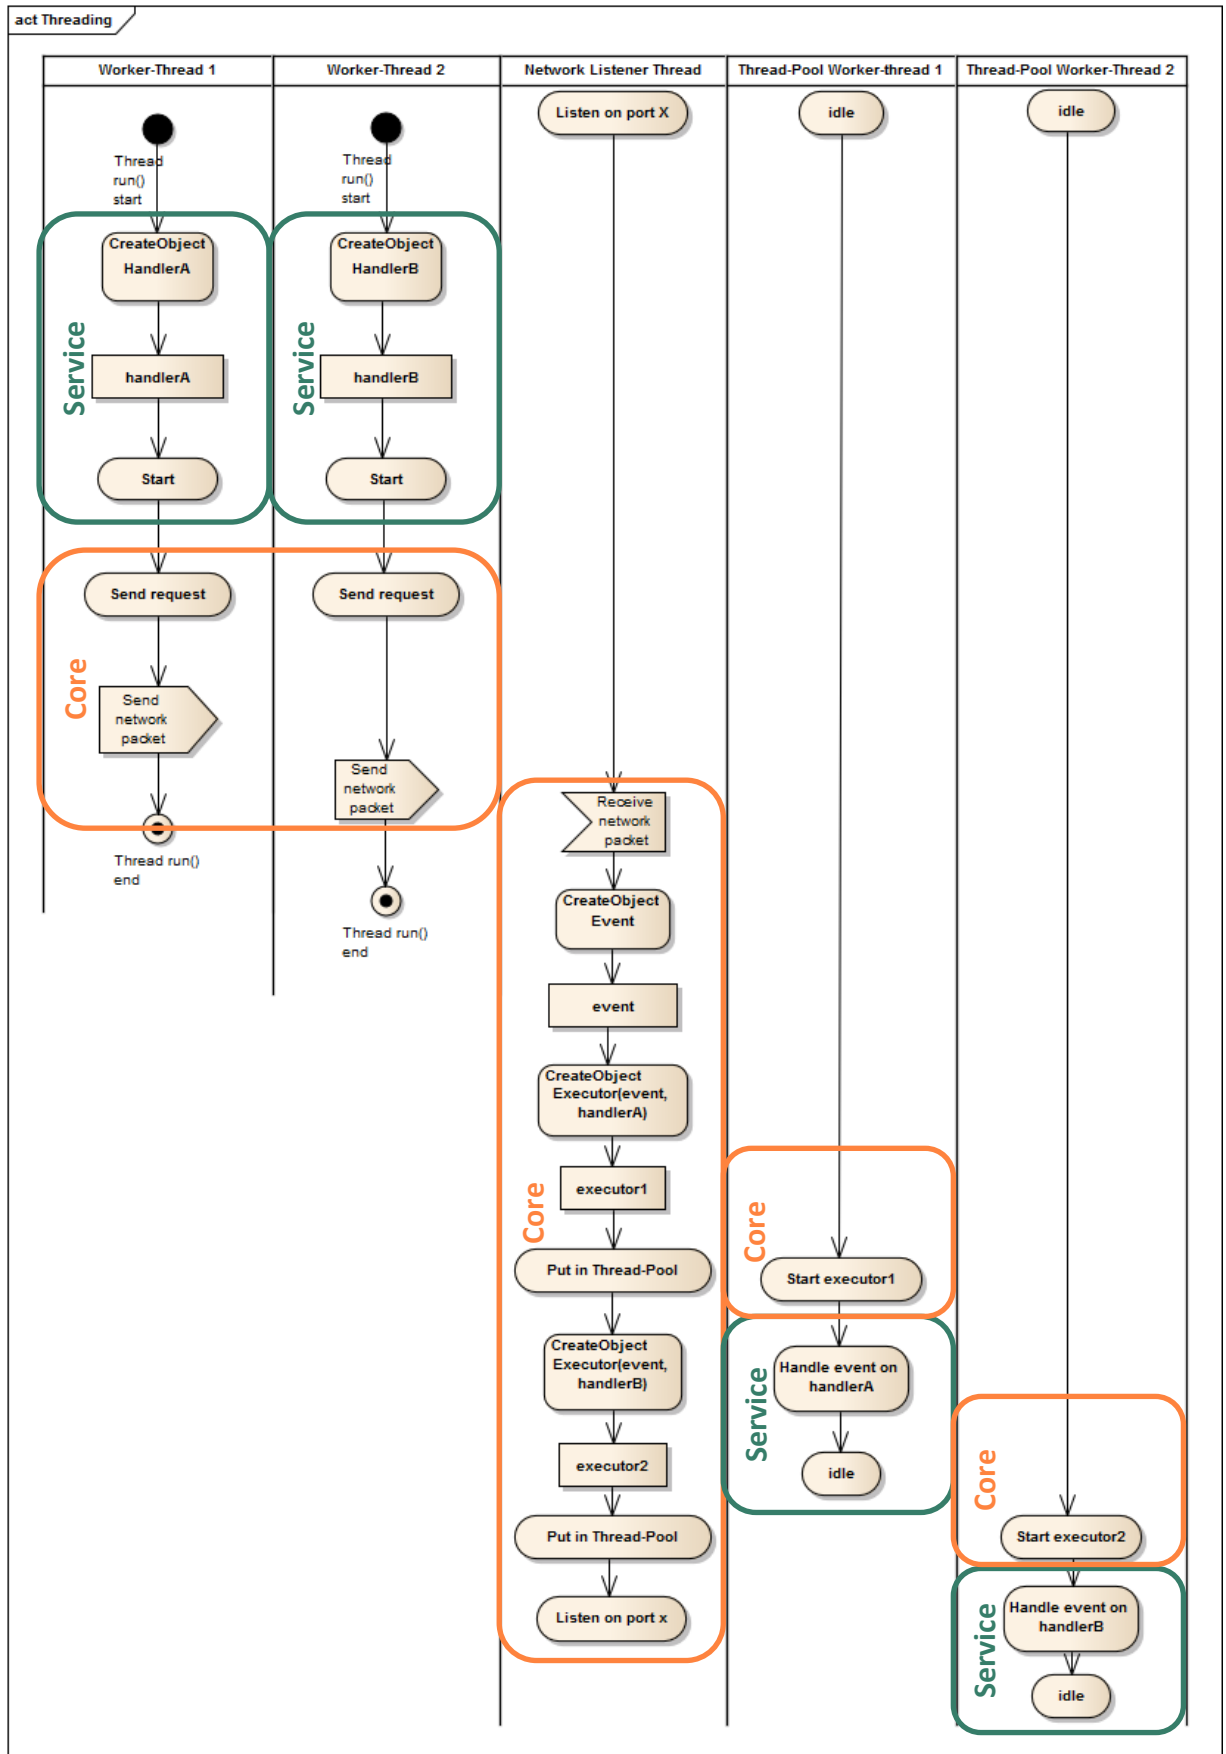 act Threading
Worker-Thread 1
Worker-Thread 2
Network Listener Thread
Thread-Pool Worker-thread 1
Thread-Pool Worker-Thread 2
Thread
run()
start
CreateObject
HandlerA
handlerA
Start
Service
Send request
Send
network
packet
Core
Thread run()
end
Thread
run()
start
CreateObject
HandlerB
handlerB
Start
Service
Send request
Send
network
packet
Thread run()
end
Listen on port X
Receive
network
packet
CreateObject
Event
event
CreateObject
Executor(event,
handlerA)
executor1
Core
Put in Thread-Pool
CreateObject
Executor(event,
handlerB)
executor2
Put in Thread-Pool
Listen on port x
idle
Core
Start executor1
Handle event on
handlerA
Service
idle
idle
Core
Start executor2
Handle event on
handlerB
Service
idle